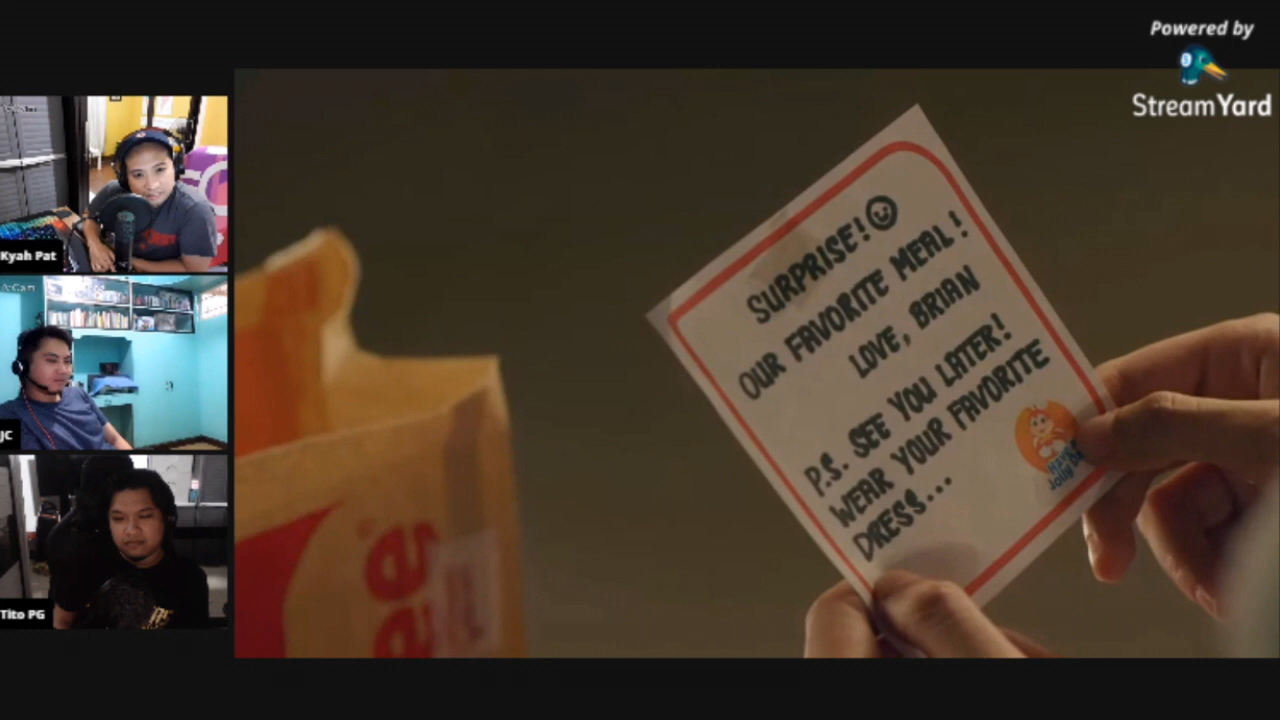 Powered by
StreamYard
Kyah Pat
JC
Tito PG
SURPRISE!
OUR FAVORITE MEAL!
LOVE, BRIAN
P.S. SEE YOU LATER!
WEAR YOUR FAVORITE
DRESS...
ee